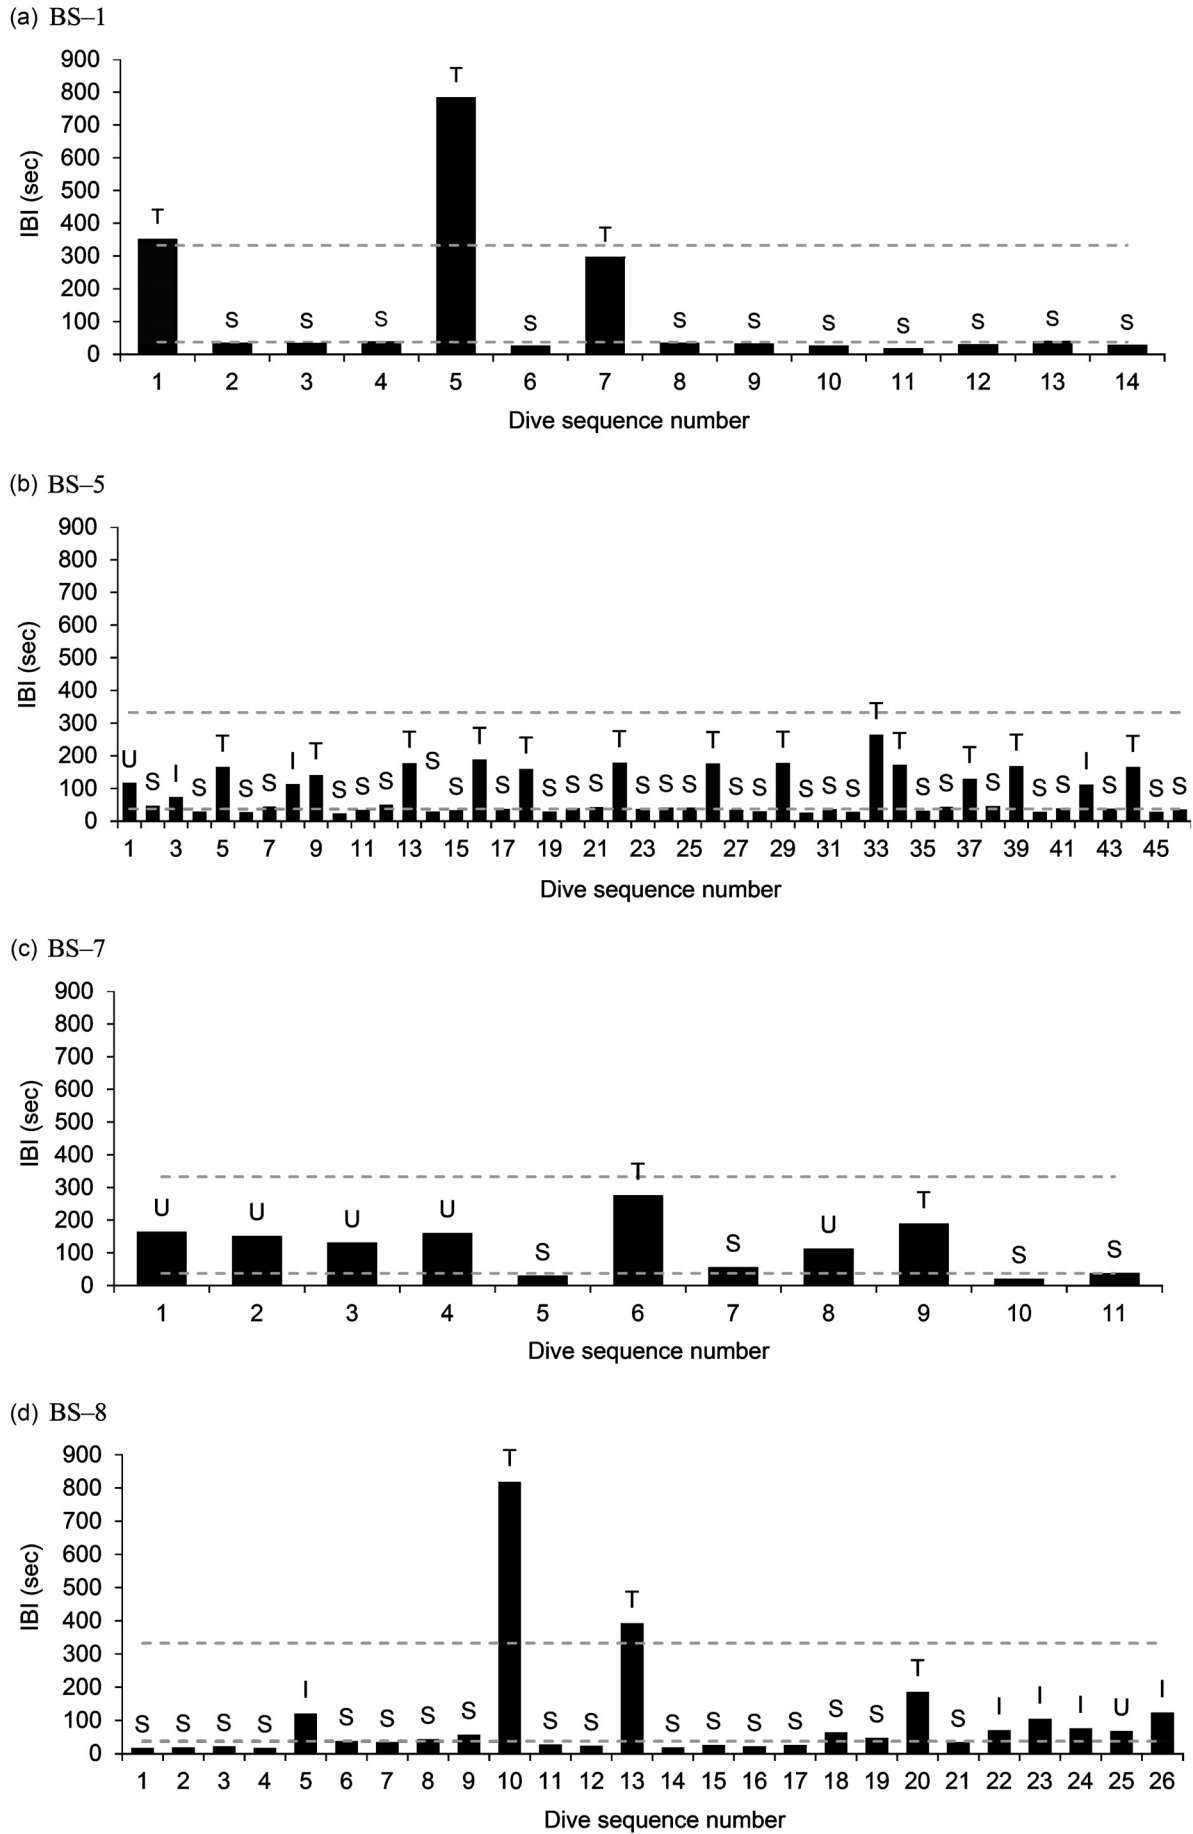 (a) BS–1
900
800
700
600
500
400
300
200
100
0
IBI (sec)
T S S S T S T S S S S S S S
1 2 3 4 5 6 7 8 9 10 11 12 13 14
Dive sequence number
(b) BS–5
900
800
700
600
500
400
300
200
100
0
IBI (sec)
U S I S T S S I T S S S T S S T S T S S S T S S S T S S T S S S T T S S T S T S S I S T S S
1 3 5 7 9 11 13 15 17 19 21 23 25 27 29 31 33 35 37 39 41 43 45
Dive sequence number
(c) BS–7
900
800
700
600
500
400
300
200
100
0
IBI (sec)
U U U U S T S U T S S
1 2 3 4 5 6 7 8 9 10 11
Dive sequence number
(d) BS–8
900
800
700
600
500
400
300
200
100
0
IBI (sec)
S S S S I S S S S T S S T S S S S S S T S I I I U I
1 2 3 4 5 6 7 8 9 10 11 12 13 14 15 16 17 18 19 20 21 22 23 24 25 26
Dive sequence number